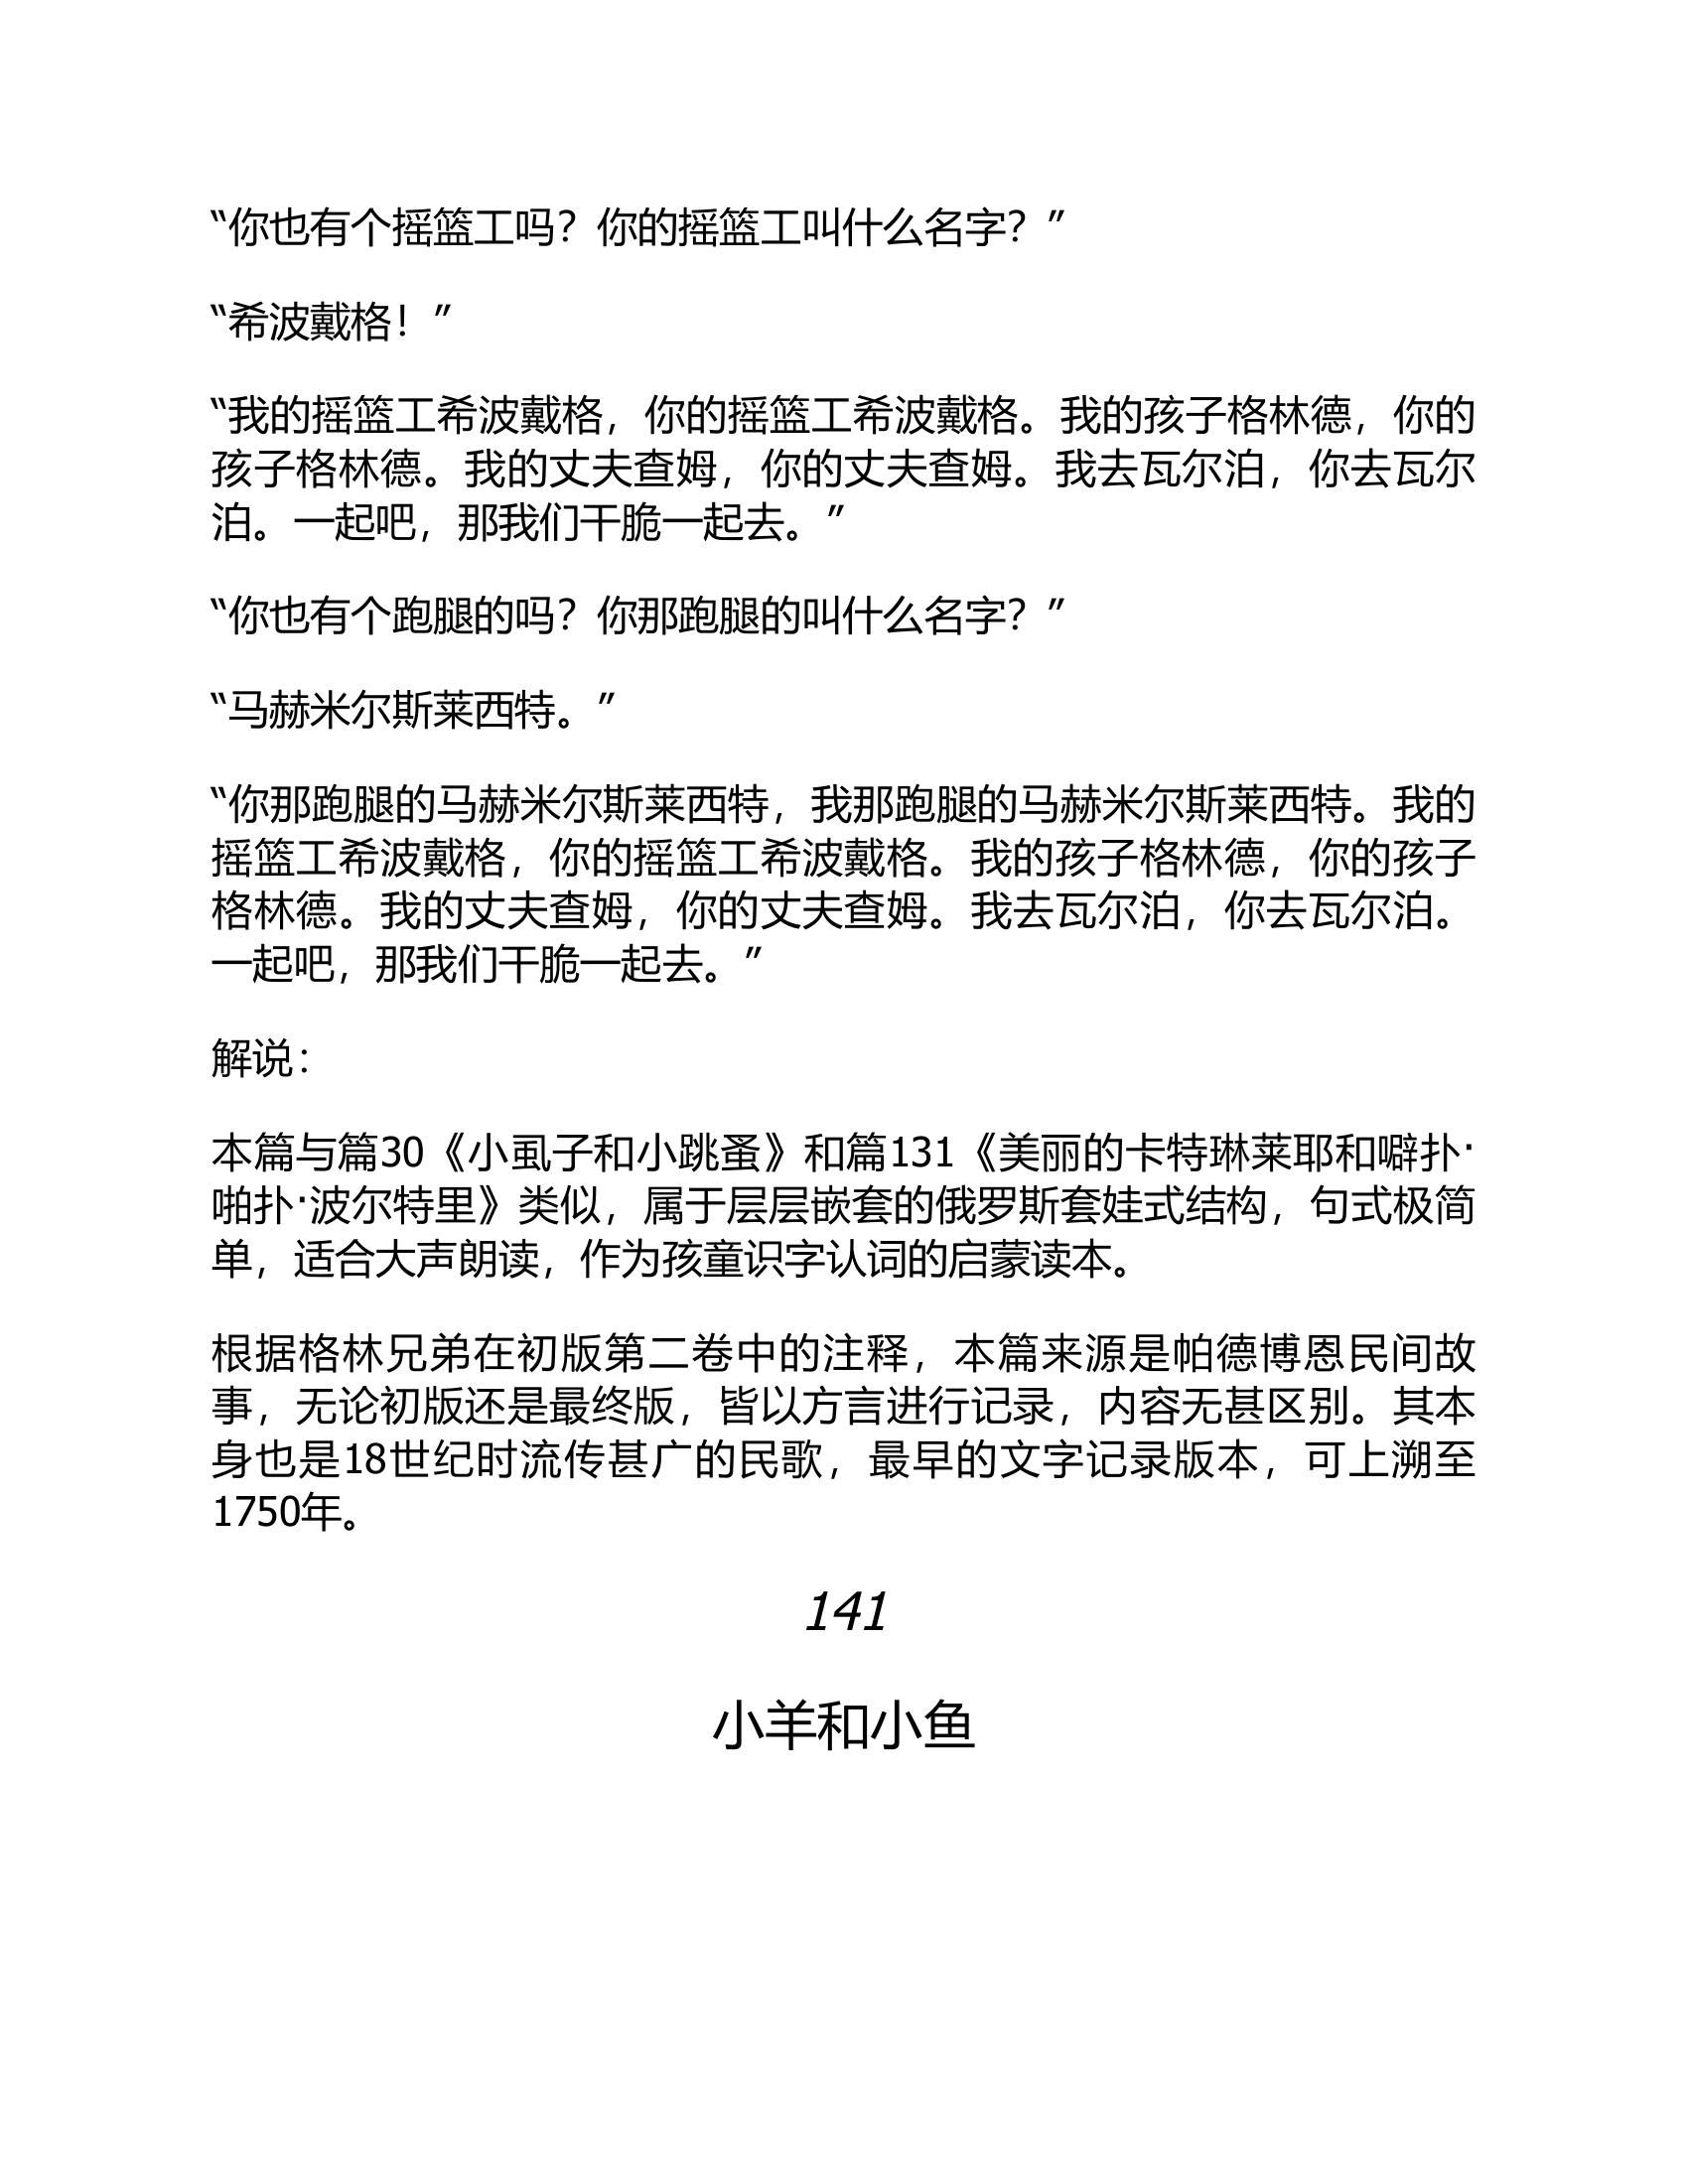 “你也有个摇篮工吗？你的摇篮工叫什么名字？”
“希波戴格！”
“我的摇篮工希波戴格，你的摇篮工希波戴格。我的孩子格林德，你的
孩子格林德。我的丈夫查姆，你的丈夫查姆。我去瓦尔泊，你去瓦尔
泊。一起吧，那我们干脆一起去。”
“你也有个跑腿的吗？你那跑腿的叫什么名字？”
“马赫米尔斯莱西特。”
“你那跑腿的马赫米尔斯莱西特，我那跑腿的马赫米尔斯莱西特。我的
摇篮工希波戴格，你的摇篮工希波戴格。我的孩子格林德，你的孩子
格林德。我的丈夫查姆，你的丈夫查姆。我去瓦尔泊，你去瓦尔泊。
一起吧，那我们干脆一起去。”
解说：
本篇与篇30《小虱子和小跳蚤》和篇131《美丽的卡特琳莱耶和噼扑·
啪扑·波尔特里》类似，属于层层嵌套的俄罗斯套娃式结构，句式极简
单，适合大声朗读，作为孩童识字认词的启蒙读本。
根据格林兄弟在初版第二卷中的注释，本篇来源是帕德博恩民间故
事，无论初版还是最终版，皆以方言进行记录，内容无甚区别。其本
身也是18世纪时流传甚广的民歌，最早的文字记录版本，可上溯至
1750年。
141
小羊和小鱼